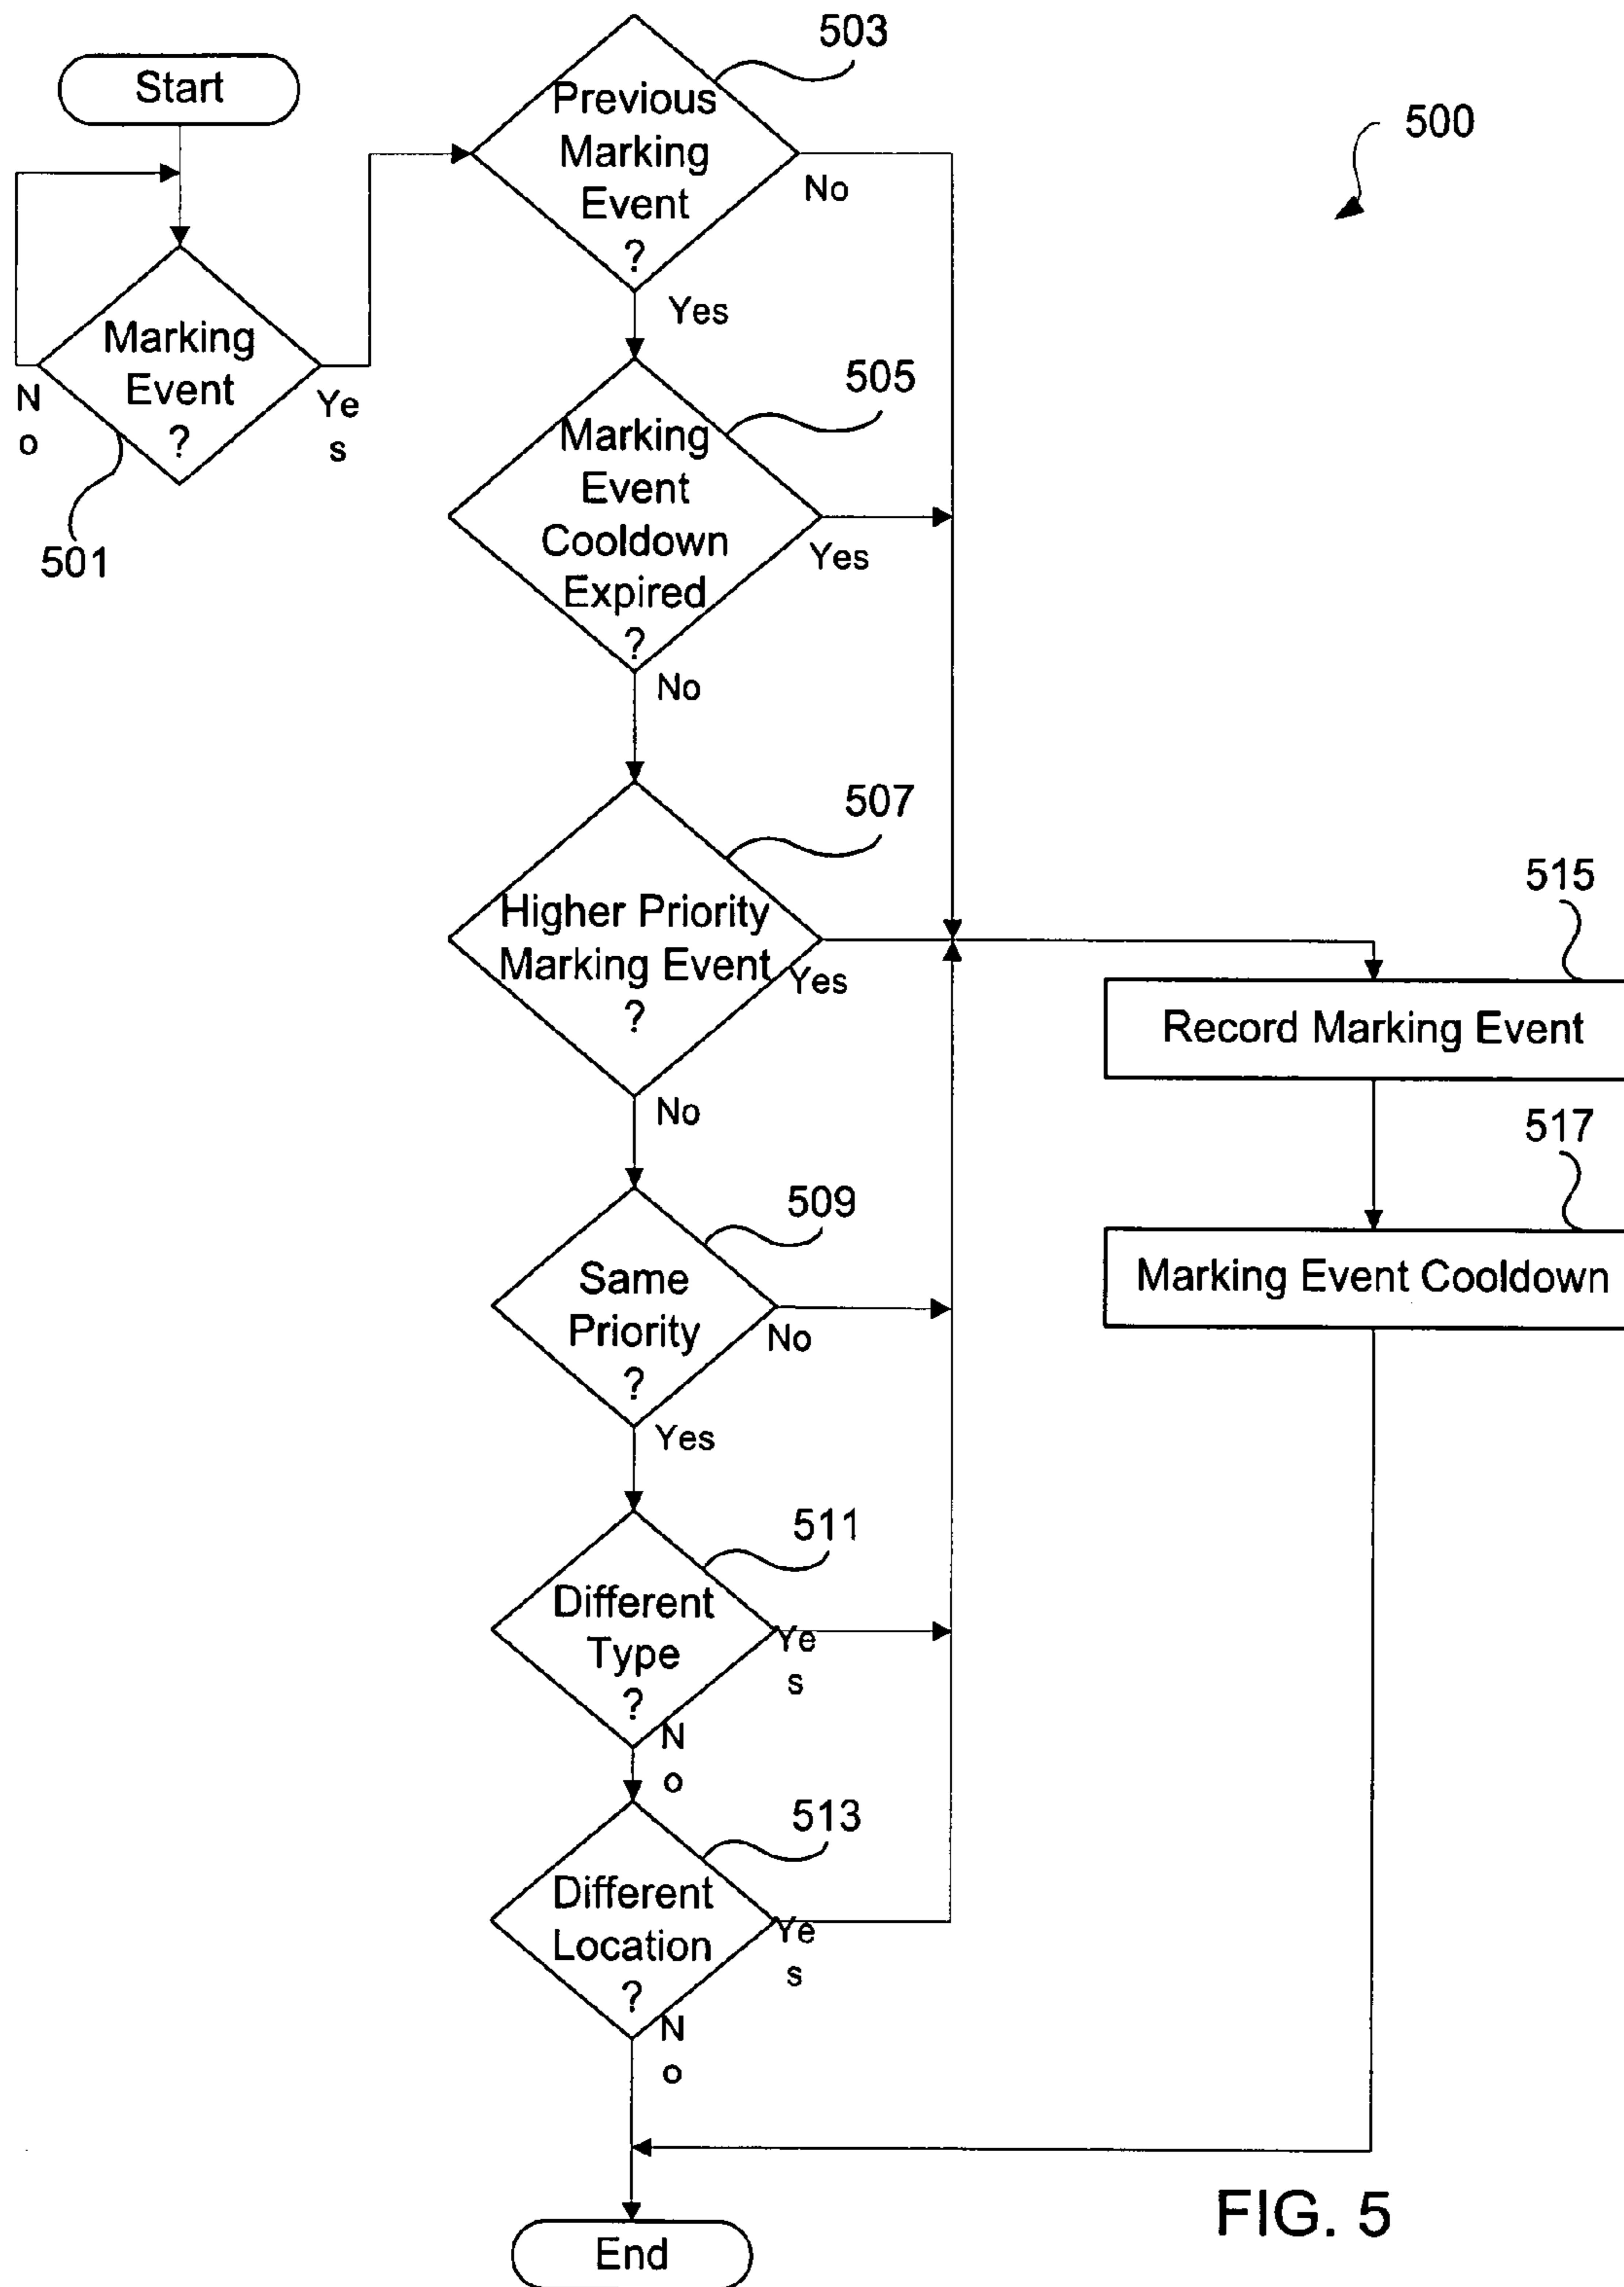 Start
503
Previous
Marking
Event
?
No
Yes
500
Marking
Event
?
N
o
Ye
s
501
505
Marking
Event
Cooldown
Expired
?
Yes
No
507
Higher Priority
Marking Event
?
Yes
No
515
Record Marking Event
517
Marking Event Cooldown
509
Same
Priority
?
No
Yes
511
Different
Type
?
Ye
s
N
o
513
Different
Location
?
Ye
s
N
o
End
FIG. 5